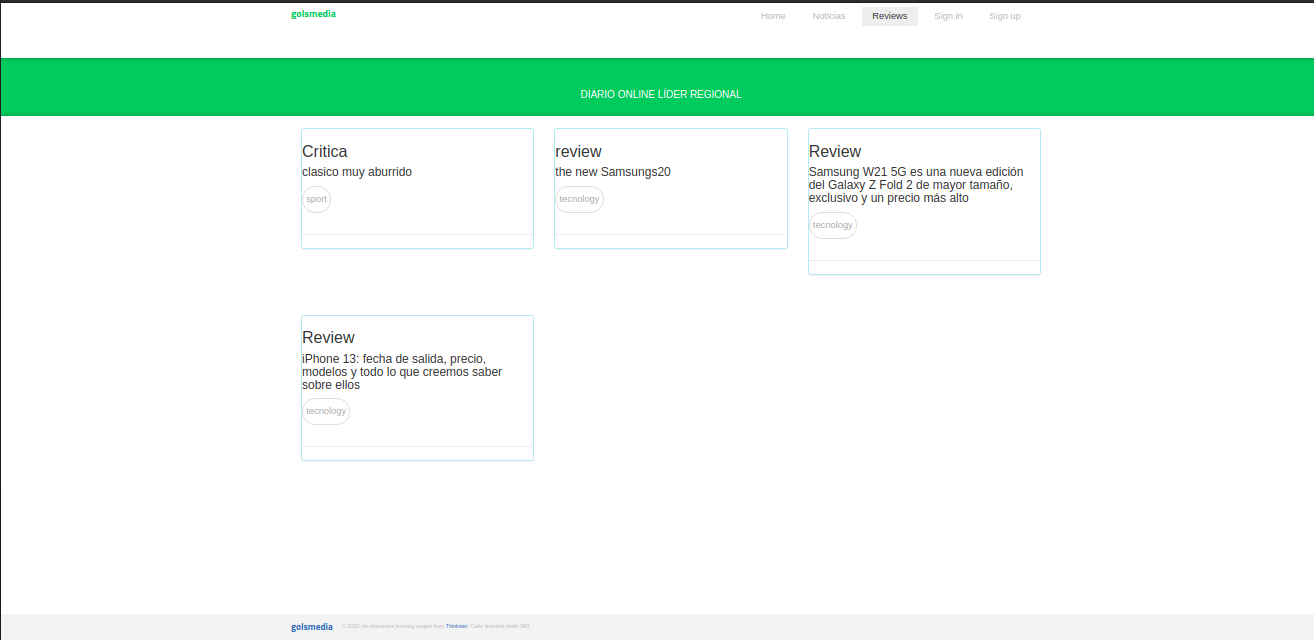 golsmedia
Home Noticias Reviews Sign in Sign up
DIARIO ONLINE LÍDER REGIONAL
Critica
clasico muy aburrido
sport
review
the new Samsungs20
tecnology
Review
Samsung W21 5G es una nueva edición
del Galaxy Z Fold 2 de mayor tamaño,
exclusivo y un precio más alto
tecnology
Review
iPhone 13: fecha de salida, precio,
modelos y todo lo que creemos saber
sobre ellos
tecnology
golsmedia © 2020. An interactive learning project from Thinkster. Code licensed under MIT.